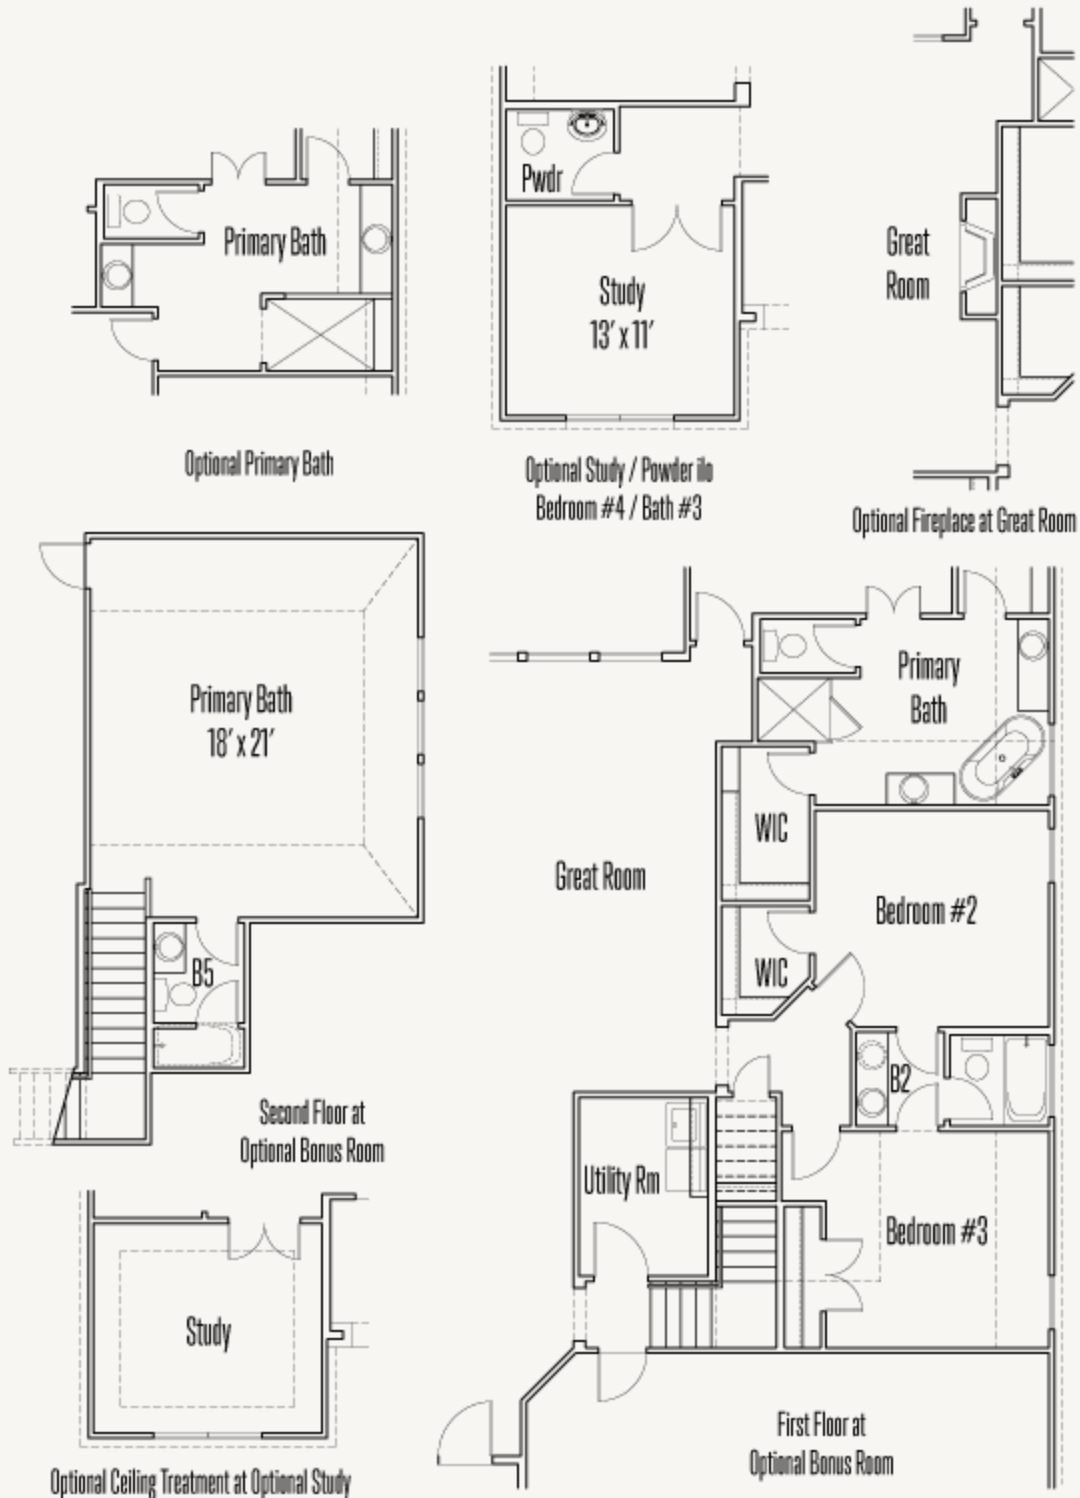 Primary Bath
Optional Primary Bath
Pwdr
Study
13' x 11'
Optional Study / Powder ilo
Bedroom #4 / Bath #3
Great
Room
Optional Fireplace at Great Room
Primary Bath
18' x 21'
B5
Second Floor at
Optional Bonus Room
Study
Optional Ceiling Treatment at Optional Study
Primary
Bath
WIC
Great Room
Bedroom #2
WIC
B2
Utility Rm
Bedroom #3
First Floor at
Optional Bonus Room